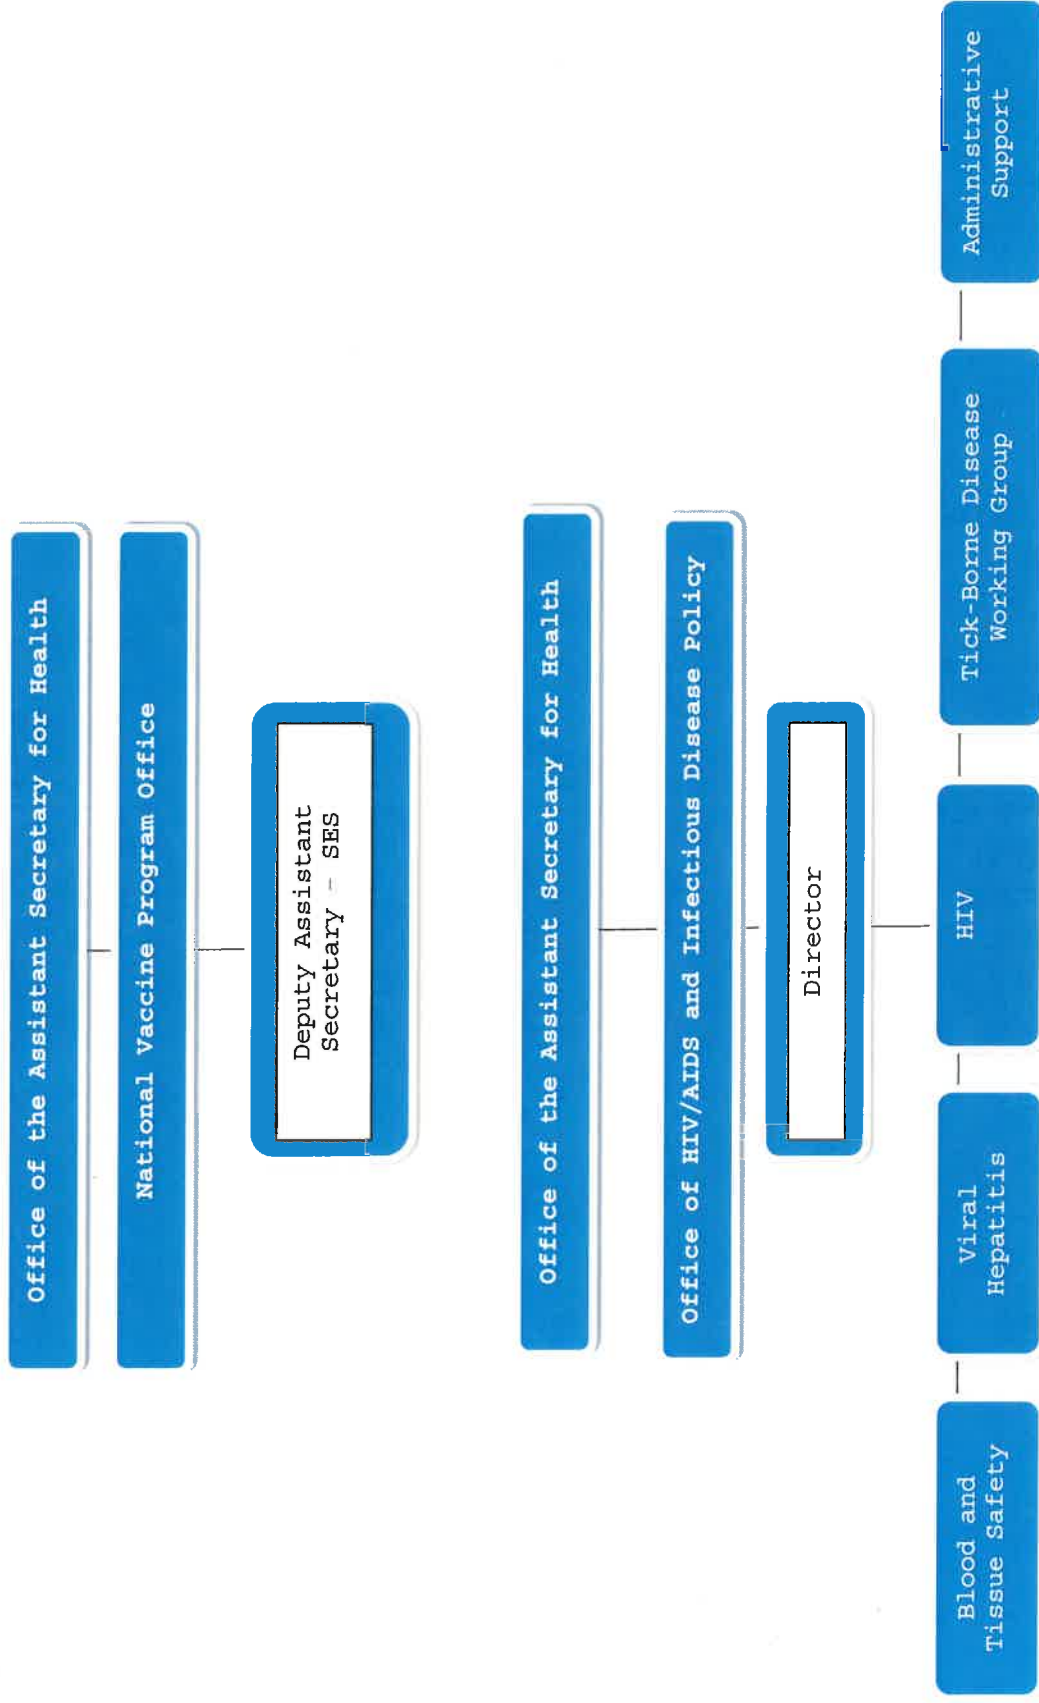 Office of the Assistant Secretary for Health
National Vaccine Program Office
Deputy Assistant
Secretary - SES
Office of the Assistant Secretary for Health
Office of HIV/AIDS and Infectious Disease Policy
Director
Blood and
Tissue Safety
Viral
Hepatitis
HIV
Tick-Borne Disease
Working Group
Administrative
Support